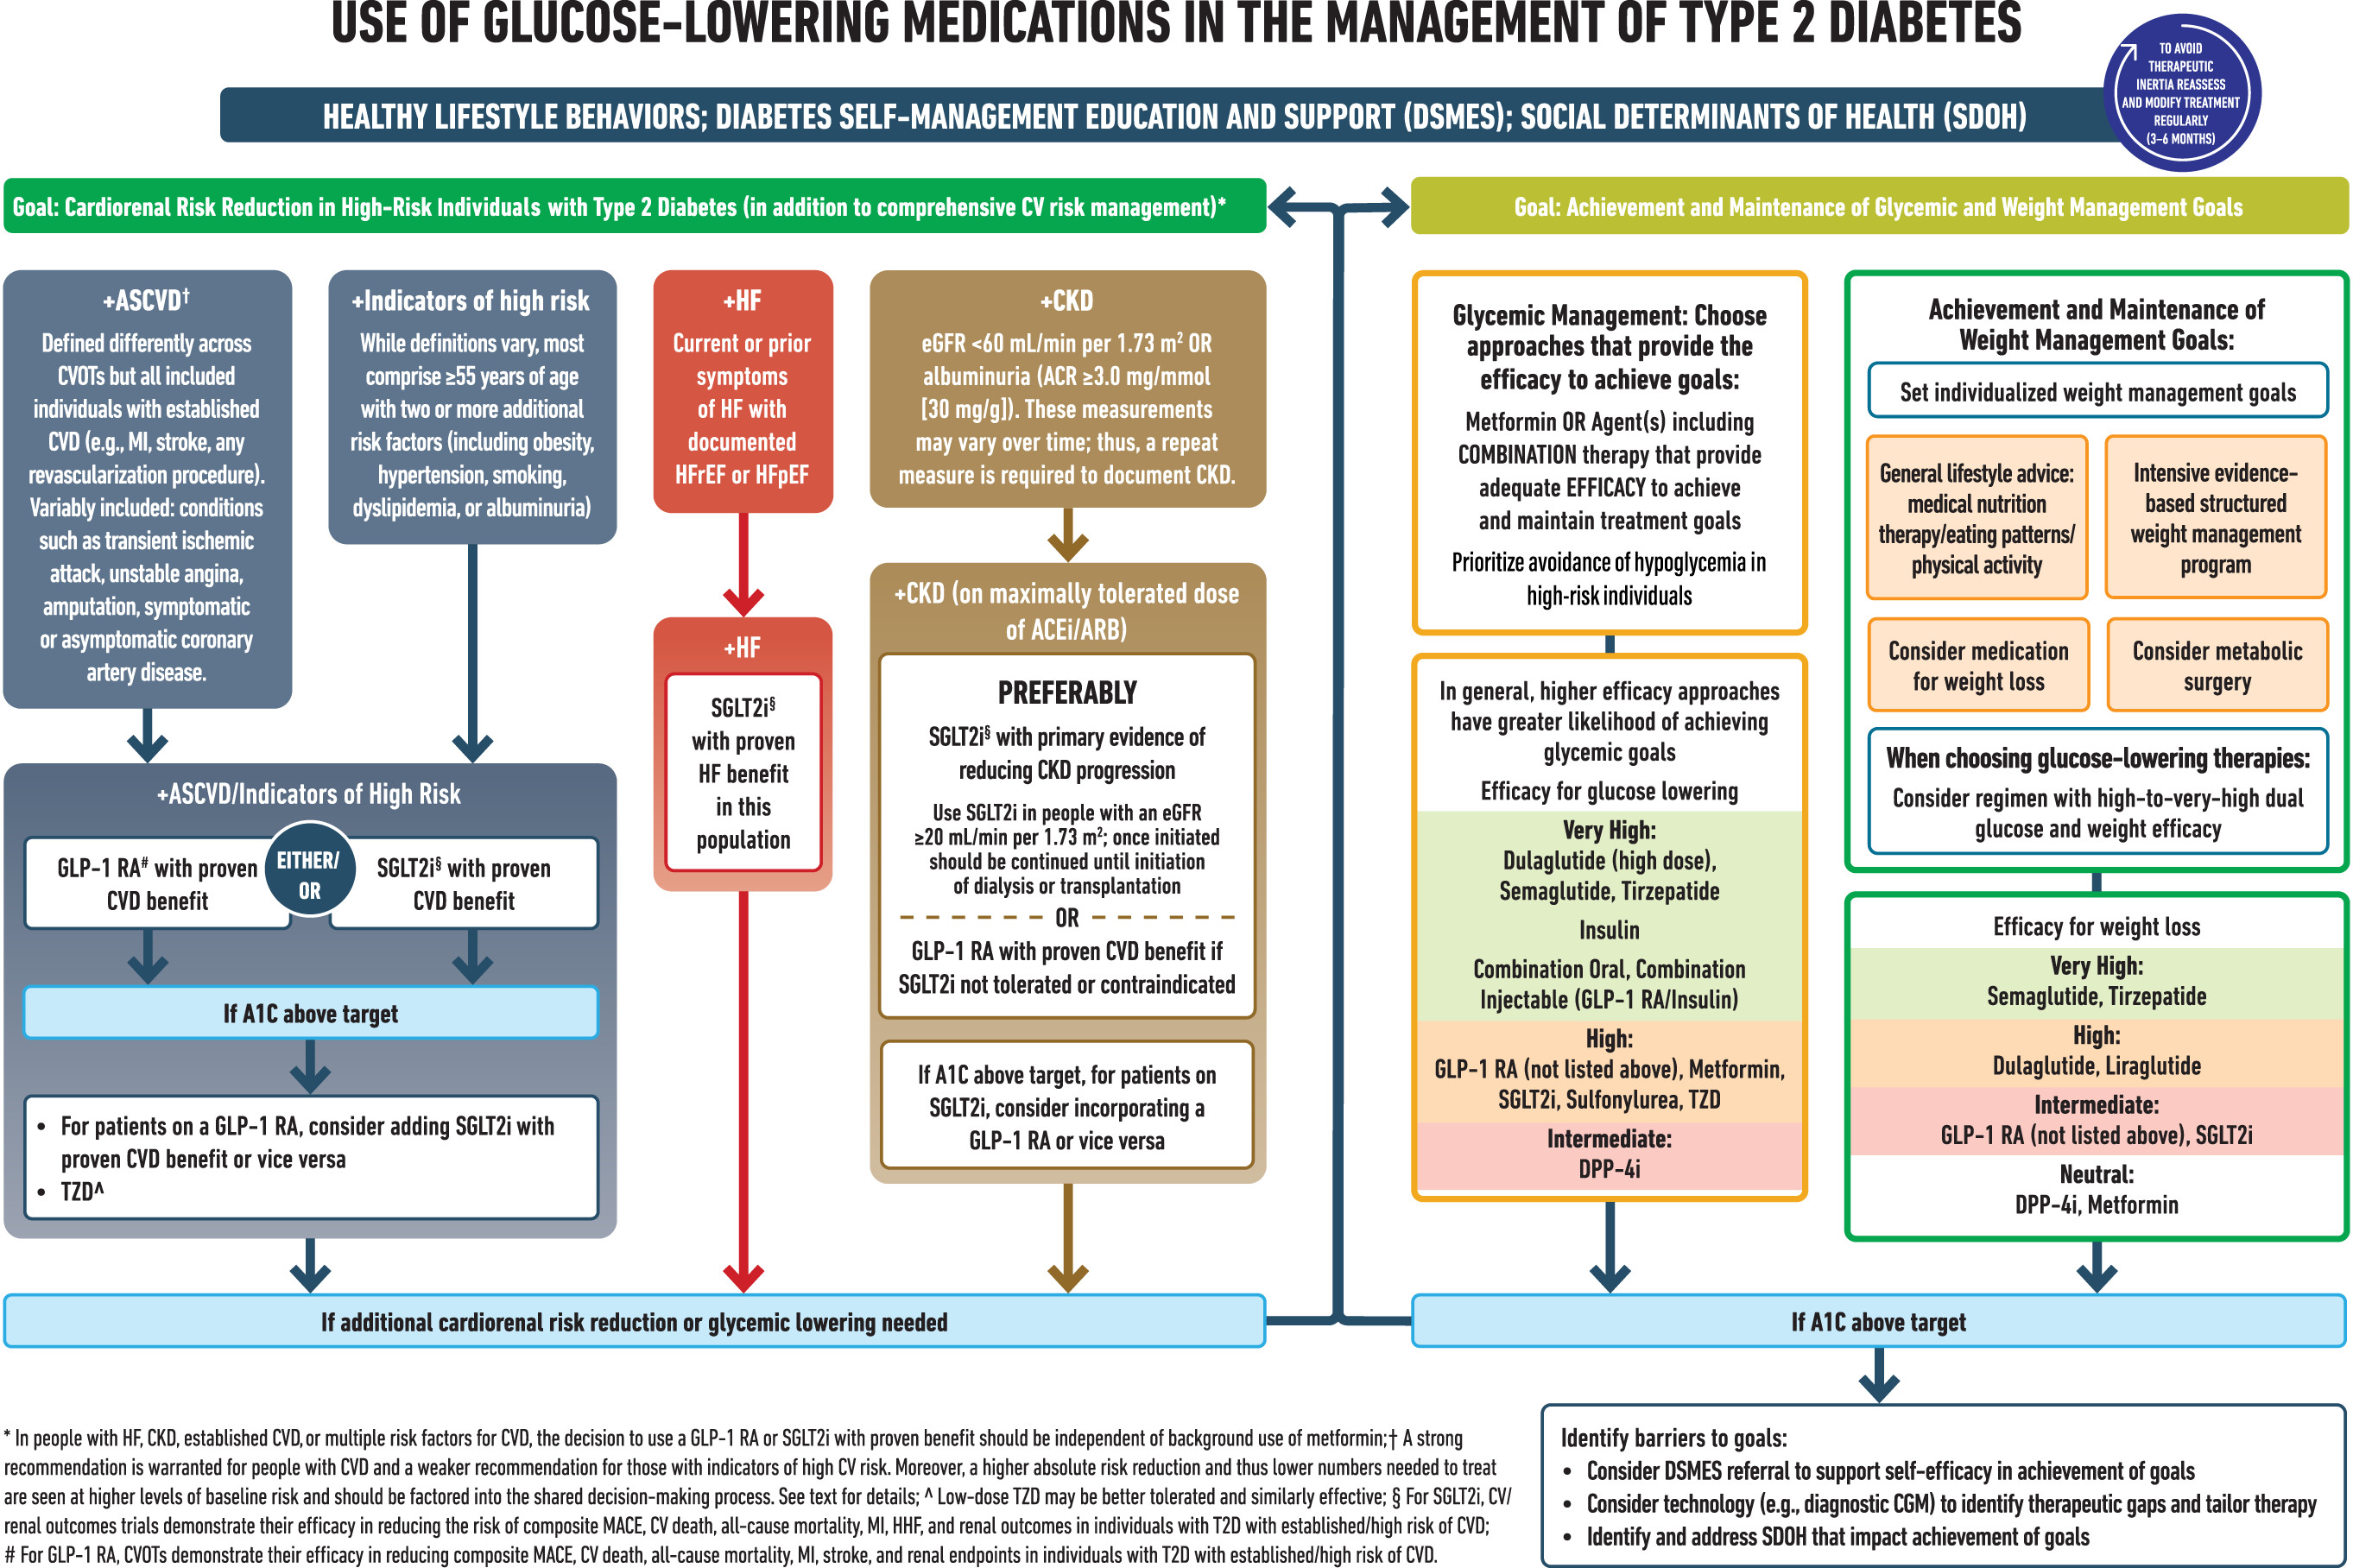 USE OF GLUCOSE-LOWERING MEDICATIONS IN THE MANAGEMENT OF TYPE 2 DIABETES
TO AVOID
THERAPEUTIC
INERTIA REASSESS
AND MODIFY TREATMENT
REGULARLY
(3–6 MONTHS)
HEALTHY LIFESTYLE BEHAVIORS; DIABETES SELF-MANAGEMENT EDUCATION AND SUPPORT (DSMES); SOCIAL DETERMINANTS OF HEALTH (SDOH)
Goal: Cardiorenal Risk Reduction in High-Risk Individuals with Type 2 Diabetes (in addition to comprehensive CV risk management)*
+ASCVD†
Defined differently across
CVOTs but all included
individuals with established
CVD (e.g., MI, stroke, any
revascularization procedure).
Variably included: conditions
such as transient ischemic
attack, unstable angina,
amputation, symptomatic
or asymptomatic coronary
artery disease.
+Indicators of high risk
While definitions vary, most
comprise ≥55 years of age
with two or more additional
risk factors (including obesity,
hypertension, smoking,
dyslipidemia, or albuminuria)
+ASCVD/Indicators of High Risk
GLP-1 RA# with proven
CVD benefit
EITHER/
OR
SGLT2i§ with proven
CVD benefit
If A1C above target
• For patients on a GLP-1 RA, consider adding SGLT2i with
proven CVD benefit or vice versa
• TZD^
+HF
Current or prior
symptoms
of HF with
documented
HFrEF or HFpEF
+HF
SGLT2i§
with proven
HF benefit
in this
population
+CKD
eGFR <60 mL/min per 1.73 m² OR
albuminuria (ACR ≥3.0 mg/mmol
[30 mg/g]). These measurements
may vary over time; thus, a repeat
measure is required to document CKD.
+CKD (on maximally tolerated dose
of ACEi/ARB)
PREFERABLY
SGLT2i§ with primary evidence of
reducing CKD progression
Use SGLT2i in people with an eGFR
≥20 mL/min per 1.73 m²; once initiated
should be continued until initiation
of dialysis or transplantation
OR
GLP-1 RA with proven CVD benefit if
SGLT2i not tolerated or contraindicated
If A1C above target, for patients on
SGLT2i, consider incorporating a
GLP-1 RA or vice versa
If additional cardiorenal risk reduction or glycemic lowering needed
Goal: Achievement and Maintenance of Glycemic and Weight Management Goals
Glycemic Management: Choose
approaches that provide the
efficacy to achieve goals:
Metformin OR Agent(s) including
COMBINATION therapy that provide
adequate EFFICACY to achieve
and maintain treatment goals
Prioritize avoidance of hypoglycemia in
high-risk individuals
In general, higher efficacy approaches
have greater likelihood of achieving
glycemic goals
Efficacy for glucose lowering
Very High:
Dulaglutide (high dose),
Semaglutide, Tirzepatide
Insulin
Combination Oral, Combination
Injectable (GLP-1 RA/Insulin)
High:
GLP-1 RA (not listed above), Metformin,
SGLT2i, Sulfonylurea, TZD
Intermediate:
DPP-4i
Achievement and Maintenance of
Weight Management Goals:
Set individualized weight management goals
General lifestyle advice:
medical nutrition
therapy/eating patterns/
physical activity
Intensive evidence-
based structured
weight management
program
Consider medication
for weight loss
Consider metabolic
surgery
When choosing glucose-lowering therapies:
Consider regimen with high-to-very-high dual
glucose and weight efficacy
Efficacy for weight loss
Very High:
Semaglutide, Tirzepatide
High:
Dulaglutide, Liraglutide
Intermediate:
GLP-1 RA (not listed above), SGLT2i
Neutral:
DPP-4i, Metformin
If A1C above target
Identify barriers to goals:
• Consider DSMES referral to support self-efficacy in achievement of goals
• Consider technology (e.g., diagnostic CGM) to identify therapeutic gaps and tailor therapy
• Identify and address SDOH that impact achievement of goals
* In people with HF, CKD, established CVD, or multiple risk factors for CVD, the decision to use a GLP-1 RA or SGLT2i with proven benefit should be independent of background use of metformin; † A strong
recommendation is warranted for people with CVD and a weaker recommendation for those with indicators of high CV risk. Moreover, a higher absolute risk reduction and thus lower numbers needed to treat
are seen at higher levels of baseline risk and should be factored into the shared decision-making process. See text for details; ^ Low-dose TZD may be better tolerated and similarly effective; § For SGLT2i, CV/
renal outcomes trials demonstrate their efficacy in reducing the risk of composite MACE, CV death, all-cause mortality, MI, HHF, and renal outcomes in individuals with T2D with established/high risk of CVD;
# For GLP-1 RA, CVOTs demonstrate their efficacy in reducing composite MACE, CV death, all-cause mortality, MI, stroke, and renal endpoints in individuals with T2D with established/high risk of CVD.